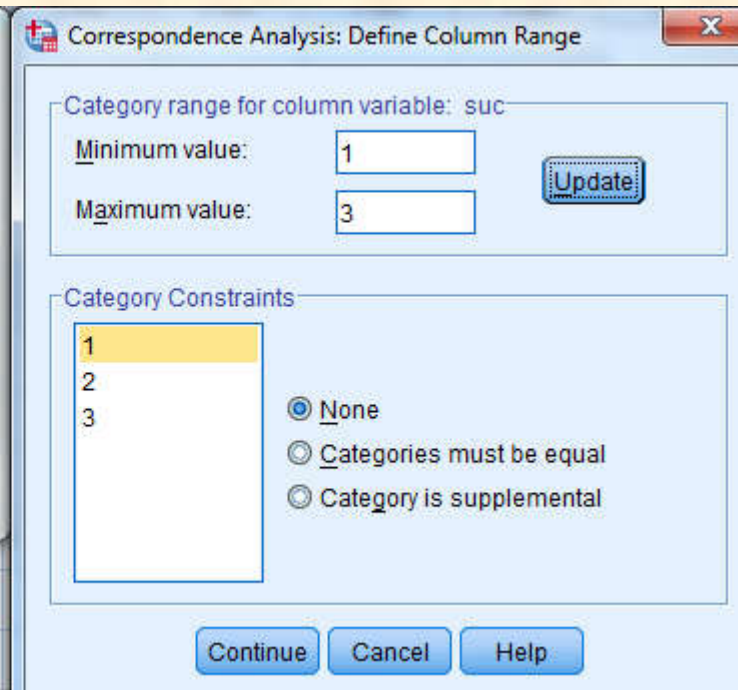 Correspondence Analysis: Define Column Range
Category range for column variable: suc
Minimum value:
1
Update
Maximum value:
3
Category Constraints
1
2
3
None
Categories must be equal
Category is supplemental
Continue
Cancel
Help